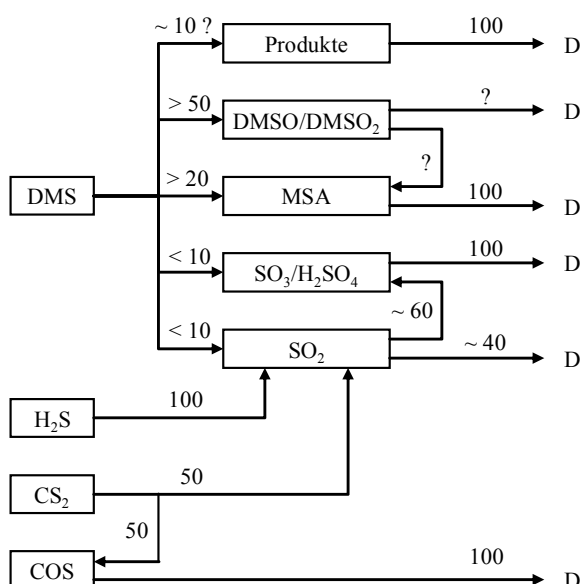 ~ 10 ?
Produkte
100
D
> 50
DMSO/DMSO₂
?
D
?
DMS
> 20
MSA
100
D
< 10
SO₃/H₂SO₄
100
D
~ 60
< 10
SO₂
~ 40
D
H₂S
100
CS₂
50
50
COS
100
D